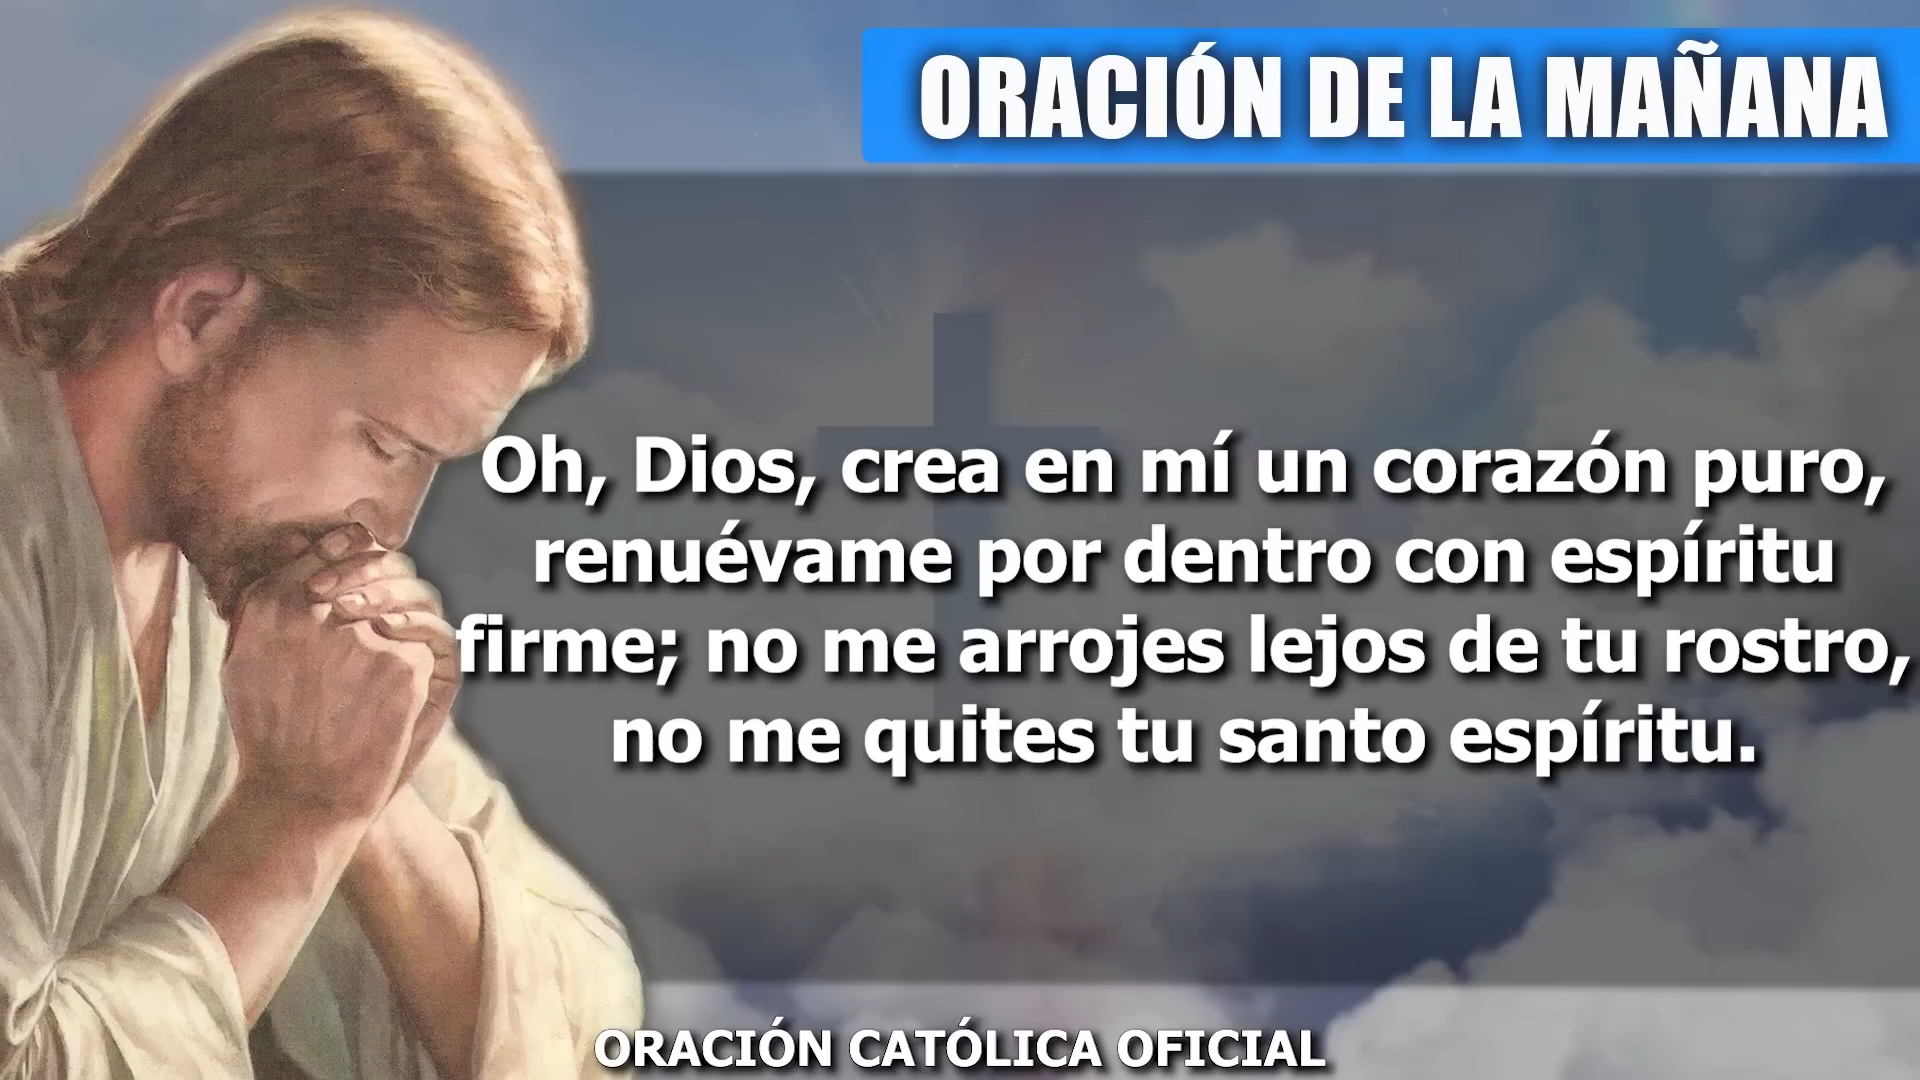 ORACIÓN DE LA MAÑANA
Oh, Dios, crea en mí un corazón puro,
renuévame por dentro con espíritu
firme; no me arrojes lejos de tu rostro,
no me quites tu santo espíritu.
ORACIÓN CATÓLICA OFICIAL